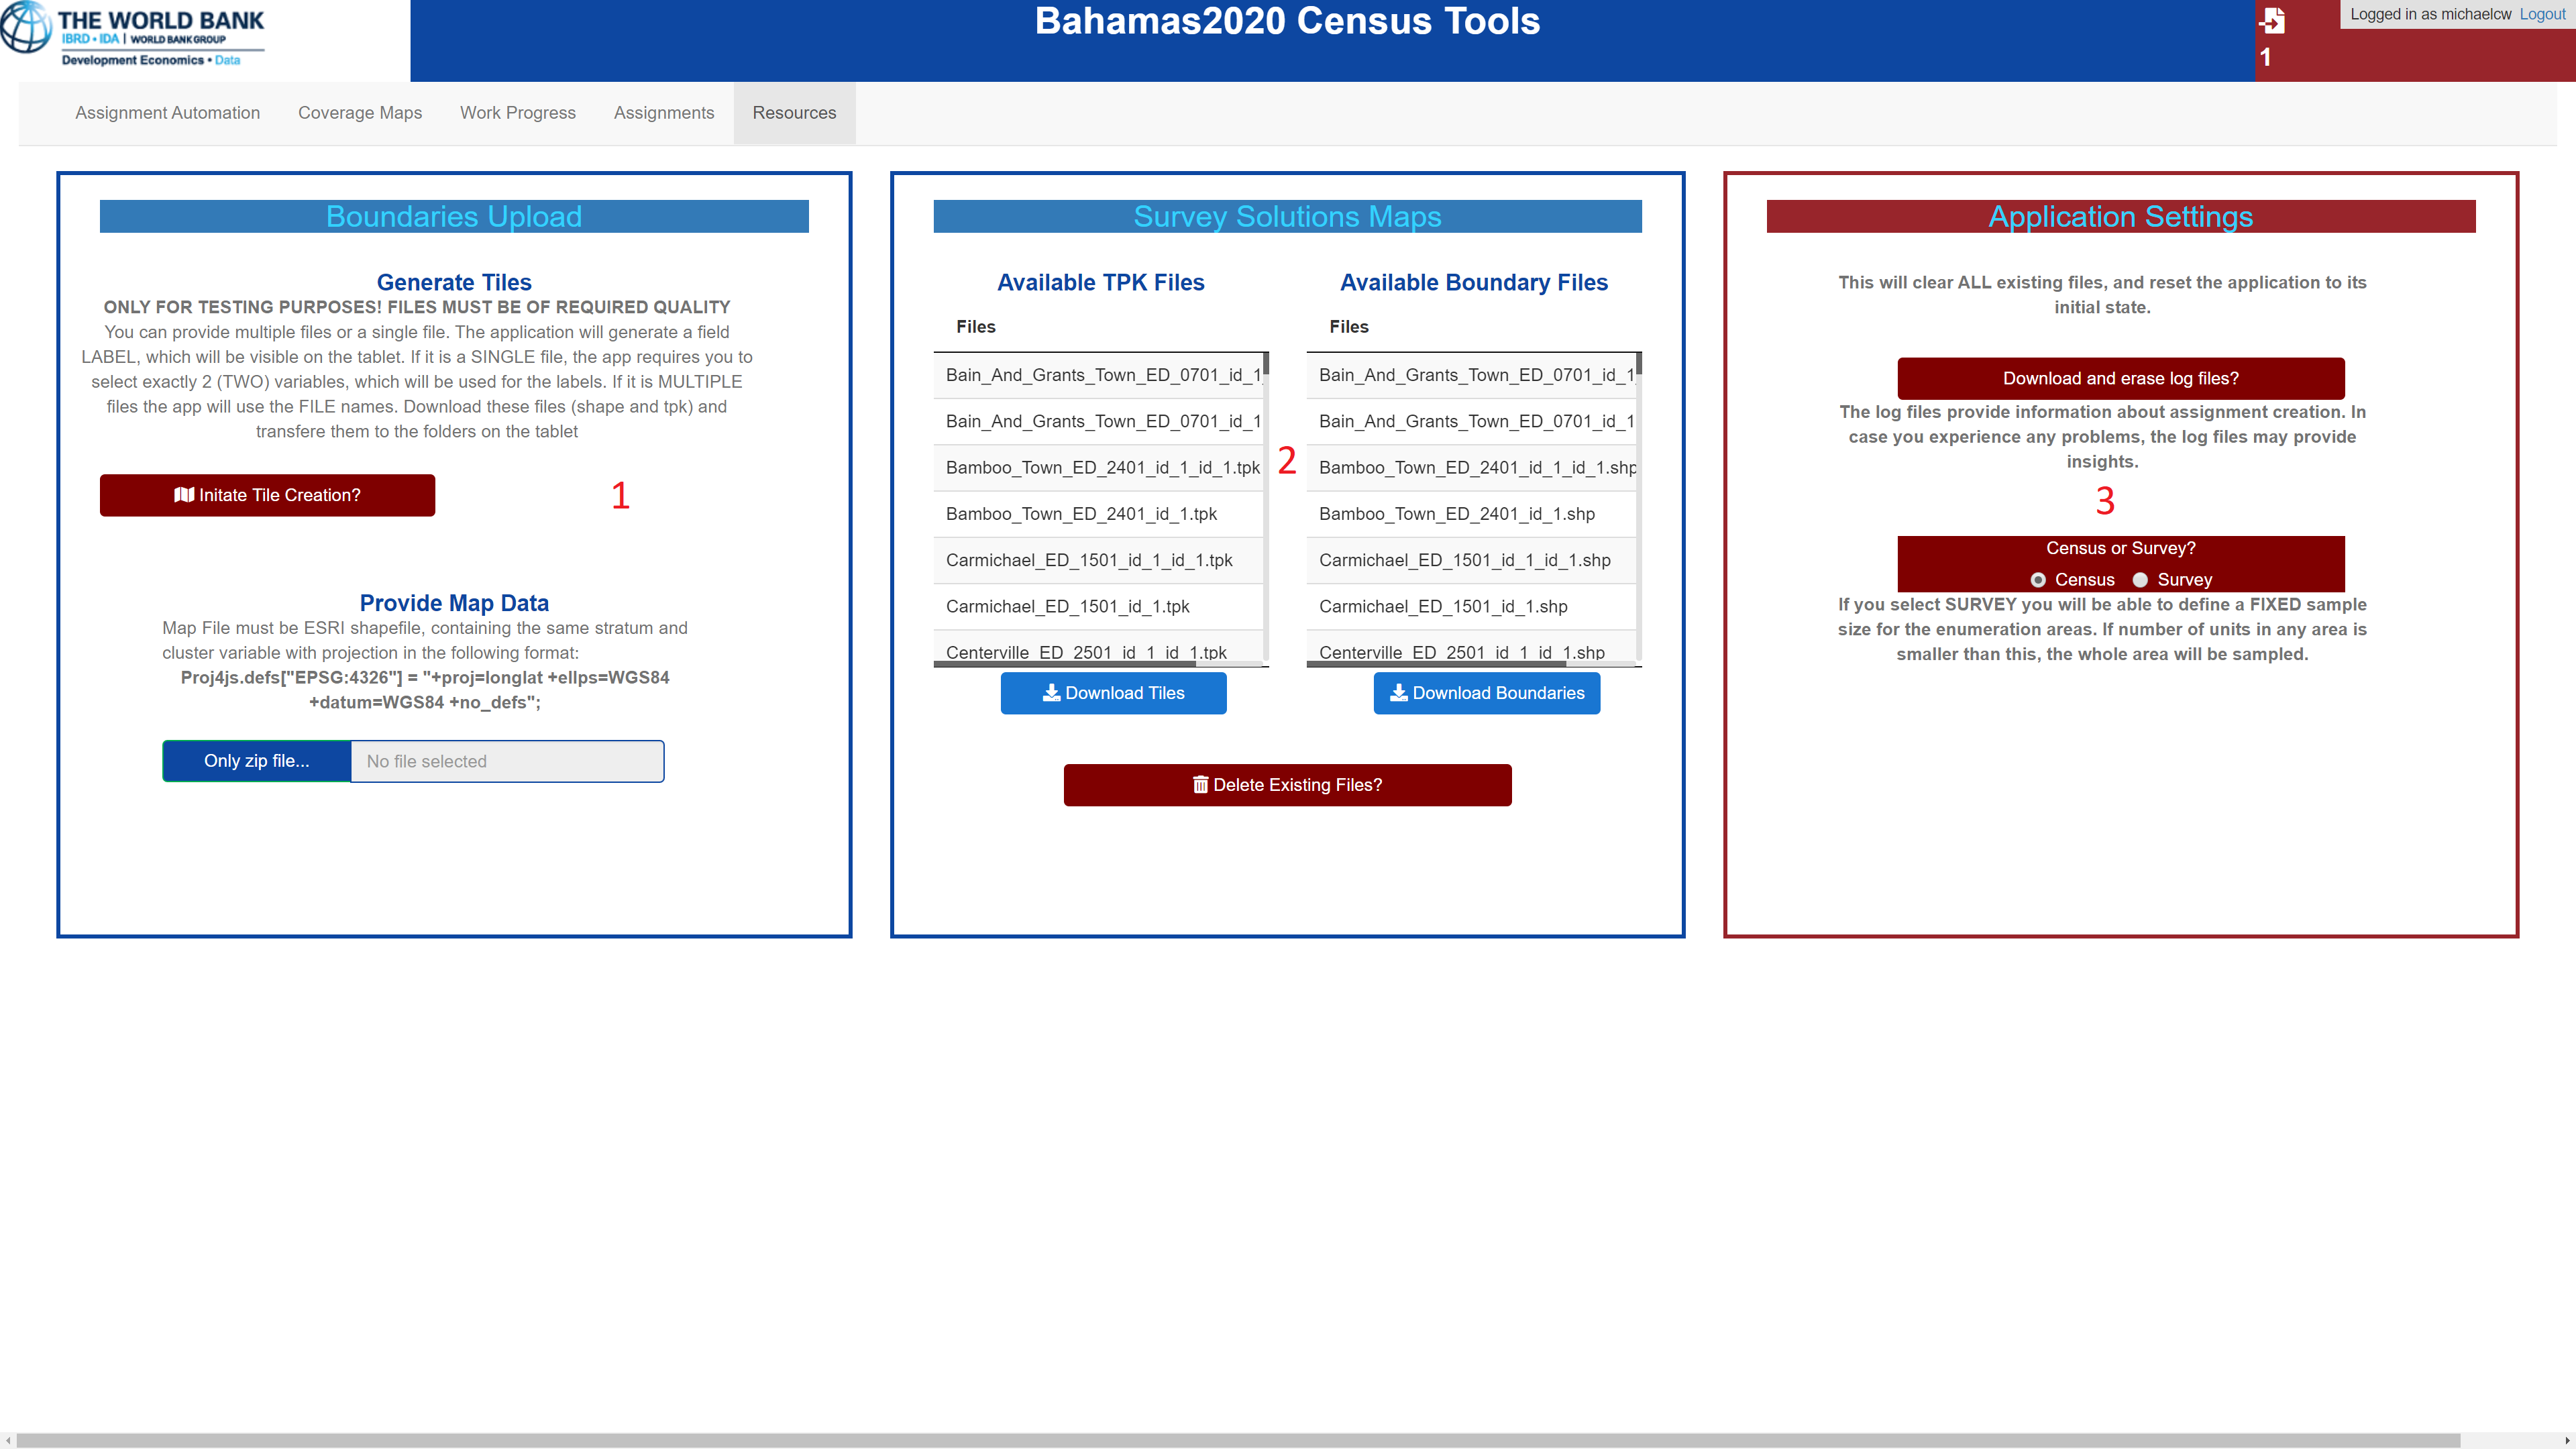 THE WORLD BANK
IBRD • IDA | WORLD BANK GROUP
Development Economics • Data
Bahamas2020 Census Tools
1
Logged in as michaelcw Logout
Assignment Automation Coverage Maps Work Progress Assignments Resources
Boundaries Upload
Generate Tiles
ONLY FOR TESTING PURPOSES! FILES MUST BE OF REQUIRED QUALITY
You can provide multiple files or a single file. The application will generate a field
LABEL, which will be visible on the tablet. If it is a SINGLE file, the app requires you to
select exactly 2 (TWO) variables, which will be used for the labels. If it is MULTIPLE
files the app will use the FILE names. Download these files (shape and tpk) and
transfere them to the folders on the tablet
Initate Tile Creation?
1
Provide Map Data
Map File must be ESRI shapefile, containing the same stratum and
cluster variable with projection in the following format:
Proj4js.defs["EPSG:4326"] = "+proj=longlat +ellps=WGS84
+datum=WGS84 +no_defs";
Only zip file...
No file selected
Survey Solutions Maps
Available TPK Files
Files
Bain_And_Grants_Town_ED_0701_id_1_
Bain_And_Grants_Town_ED_0701_id_1
Bamboo_Town_ED_2401_id_1_id_1.tpk
Bamboo_Town_ED_2401_id_1.tpk
Carmichael_ED_1501_id_1_id_1.tpk
Carmichael_ED_1501_id_1.tpk
Centerville_ED_2501_id_1_id_1.tpk
Download Tiles
2
Available Boundary Files
Files
Bain_And_Grants_Town_ED_0701_id_1_
Bain_And_Grants_Town_ED_0701_id_1
Bamboo_Town_ED_2401_id_1_id_1.shp
Bamboo_Town_ED_2401_id_1.shp
Carmichael_ED_1501_id_1_id_1.shp
Carmichael_ED_1501_id_1.shp
Centerville_ED_2501_id_1_id_1.shp
Download Boundaries
Delete Existing Files?
Application Settings
This will clear ALL existing files, and reset the application to its
initial state.
Download and erase log files?
The log files provide information about assignment creation. In
case you experience any problems, the log files may provide
insights.
3
Census or Survey?
Census Survey
If you select SURVEY you will be able to define a FIXED sample
size for the enumeration areas. If number of units in any area is
smaller than this, the whole area will be sampled.